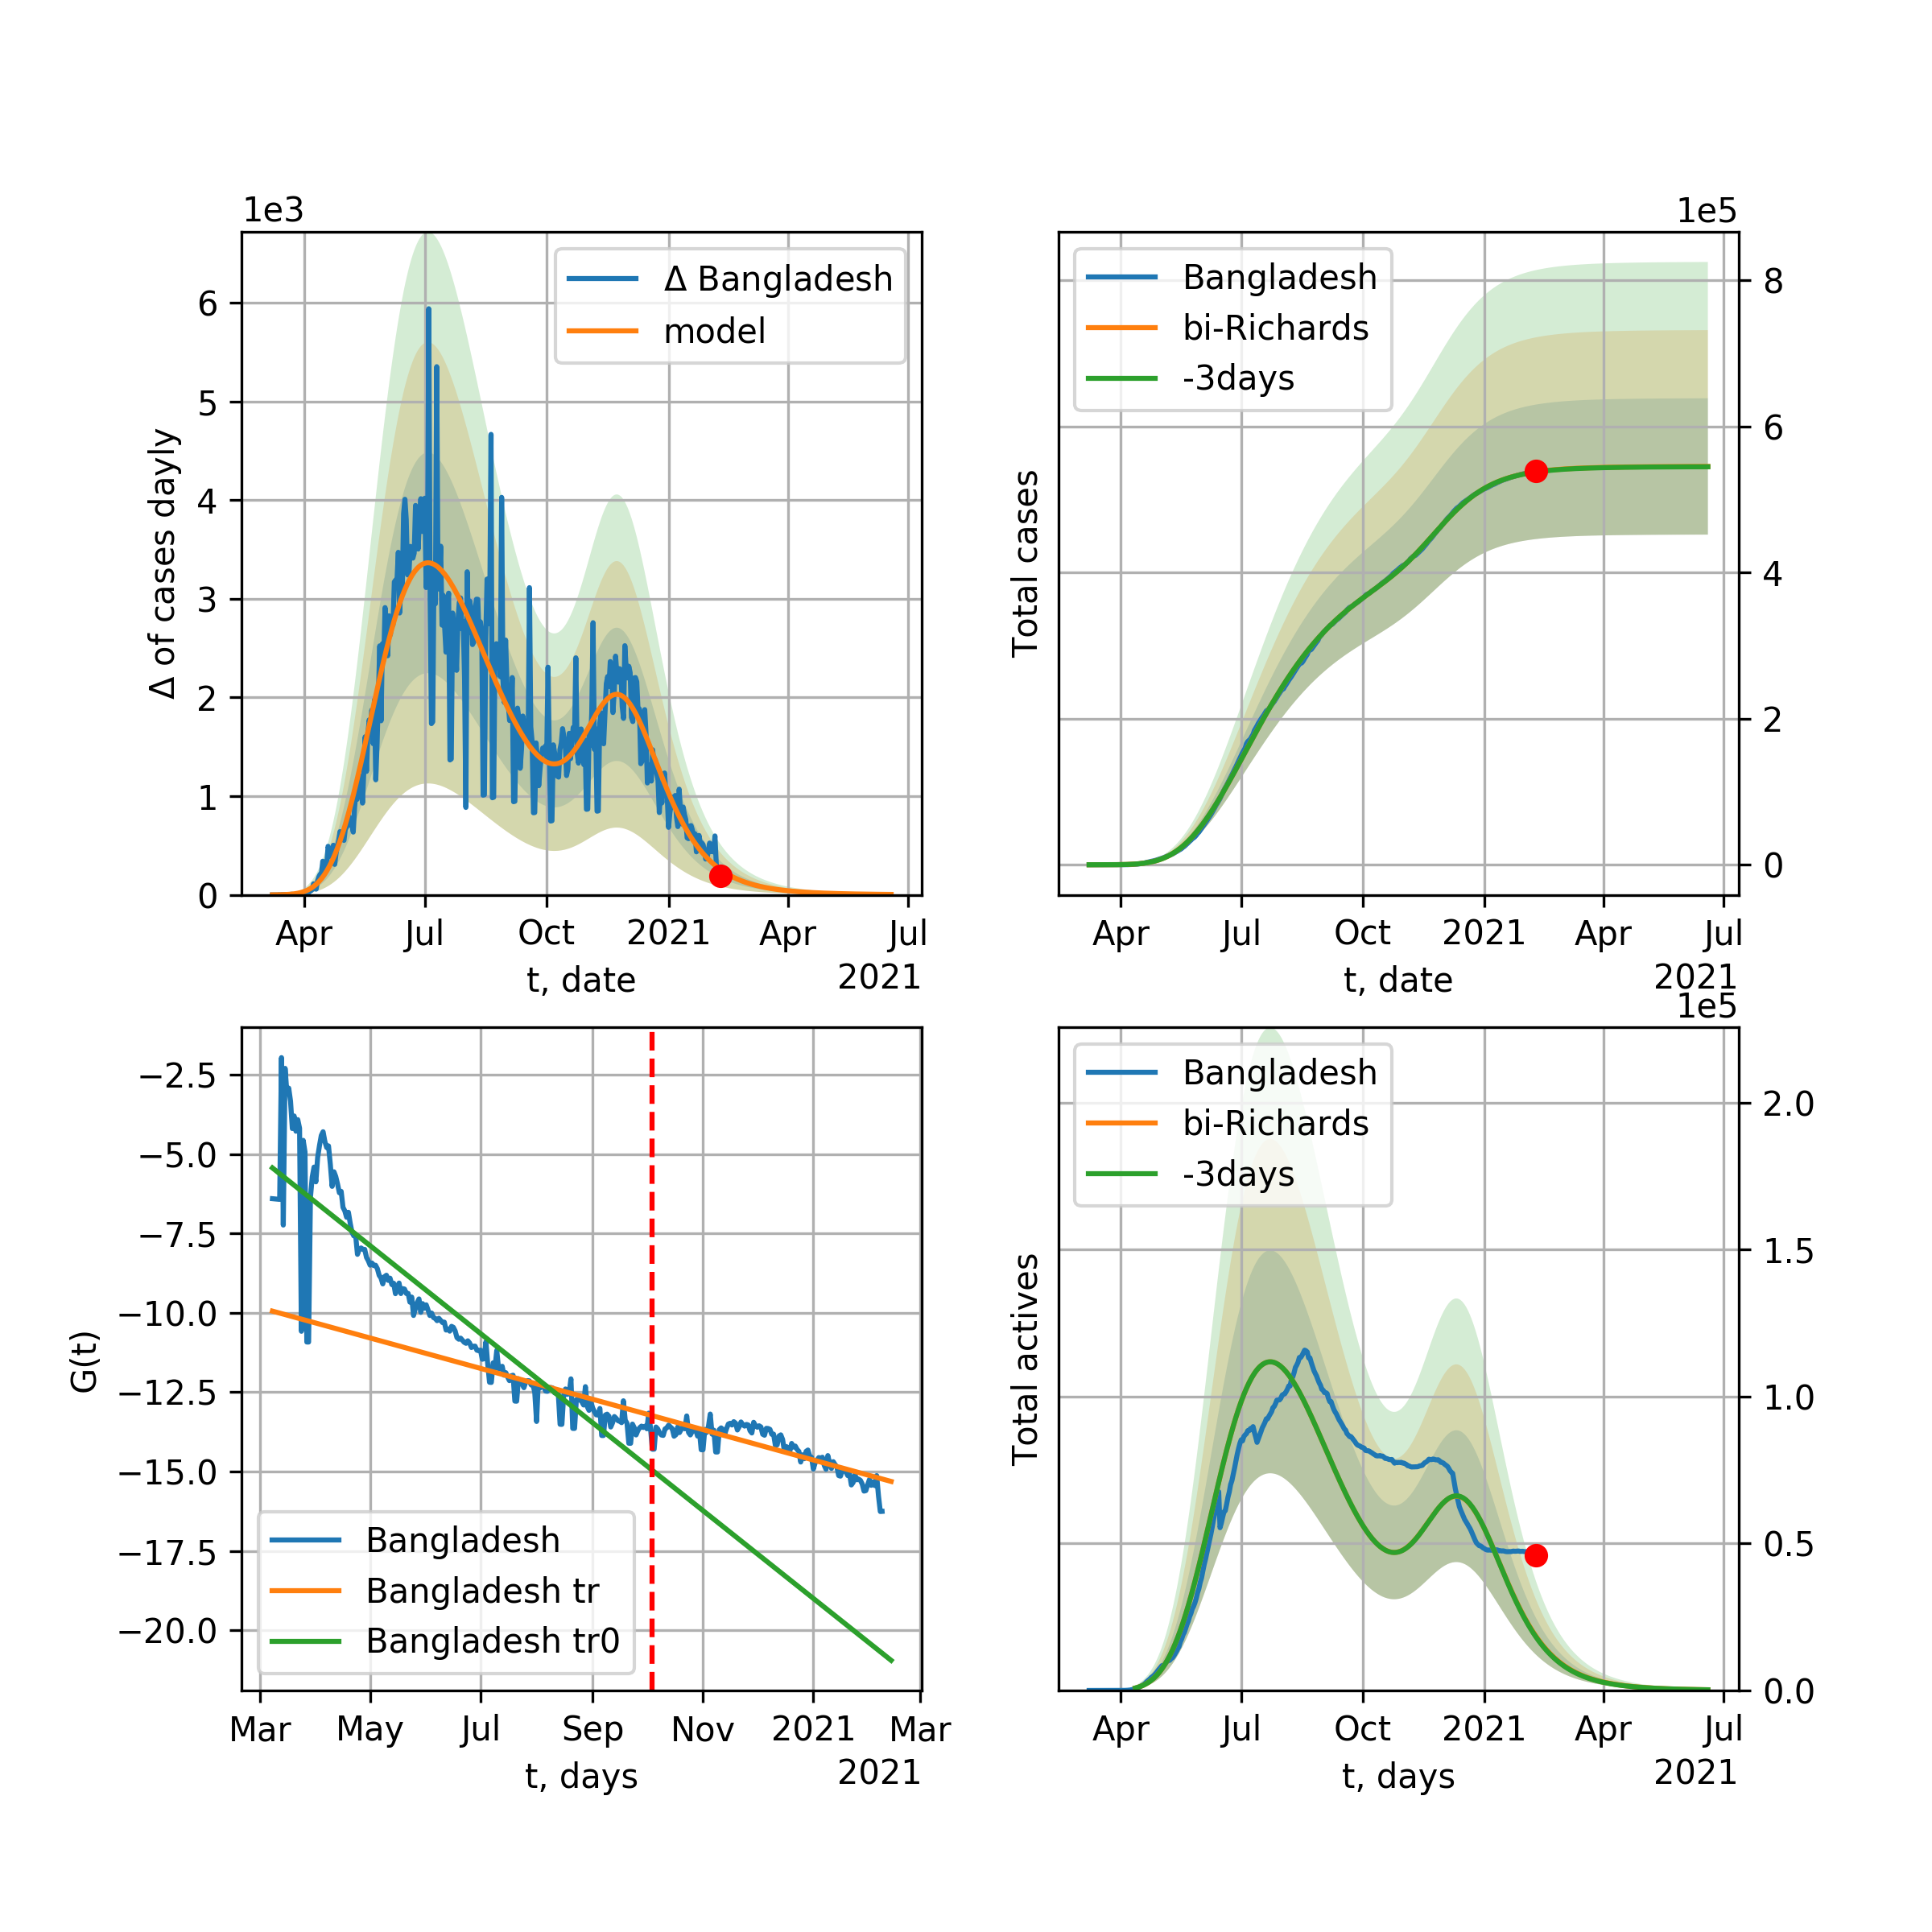 1e3
Δ of cases dayly
6
5
4
3
2
1
0
Δ Bangladesh
model
Apr Jul Oct 2021 Apr Jul
t, date
2021
1e5
Total cases
8
6
4
2
0
Bangladesh
bi-Richards
-3days
Apr Jul Oct 2021 Apr Jul
t, date
2021
G(t)
−2.5
−5.0
−7.5
−10.0
−12.5
−15.0
−17.5
−20.0
Bangladesh
Bangladesh tr
Bangladesh tr0
Mar May Jul Sep Nov 2021 Mar
t, days
2021
1e5
Total actives
2.0
1.5
1.0
0.5
0.0
Bangladesh
bi-Richards
-3days
Apr Jul Oct 2021 Apr Jul
t, days
2021